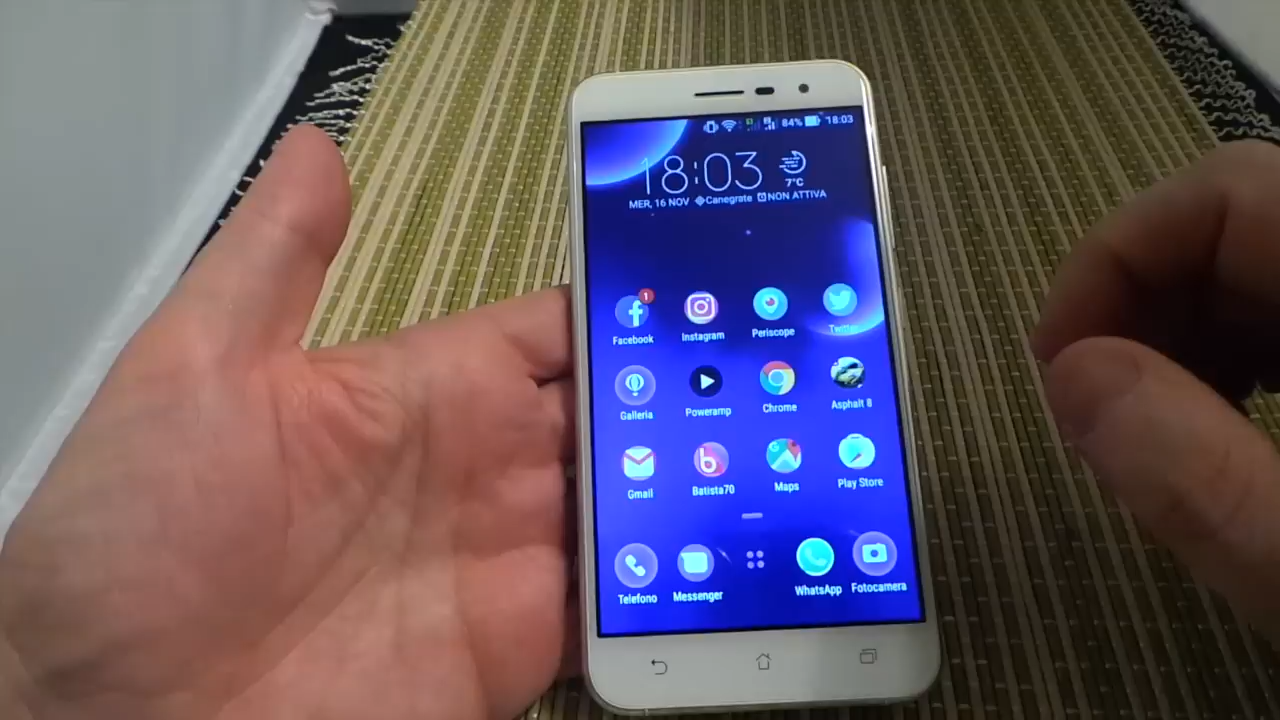 84% 18:03
18:03
7°C
MER, 16 NOV Canegrate NON ATTIVA
1
Facebook Instagram Periscope Twitter
Galleria Poweramp Chrome Asphalt 8
Gmail Batista70 Maps Play Store
Telefono Messenger WhatsApp Fotocamera